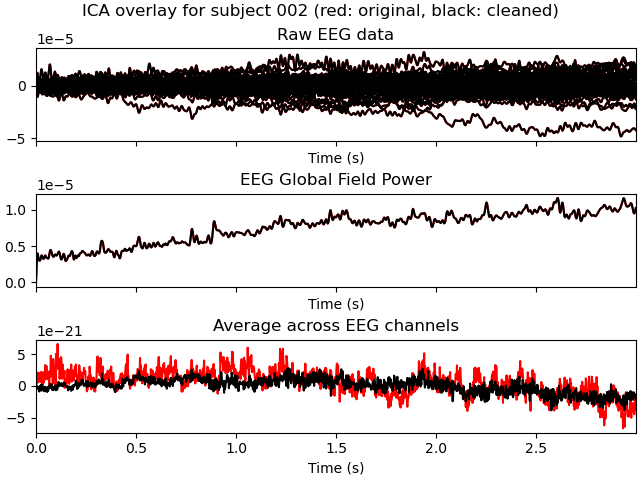 ICA overlay for subject 002 (red: original, black: cleaned)
Raw EEG data
1e−5
0
−5
Time (s)
EEG Global Field Power
1e−5
1.0
0.5
0.0
Time (s)
Average across EEG channels
1e−21
5
0
−5
0.0 0.5 1.0 1.5 2.0 2.5
Time (s)